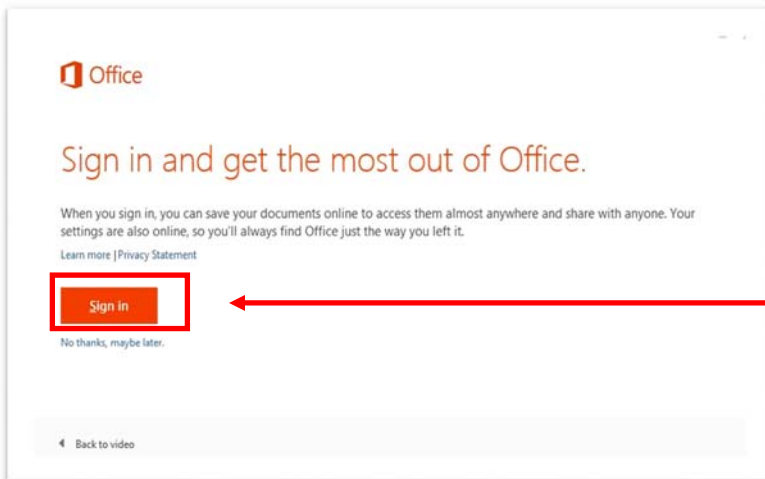 Office
Sign in and get the most out of Office.
When you sign in, you can save your documents online to access them almost anywhere and share with anyone. Your
settings are also online, so you'll always find Office just the way you left it.
Learn more | Privacy Statement
Sign in
No thanks, maybe later.
Back to video